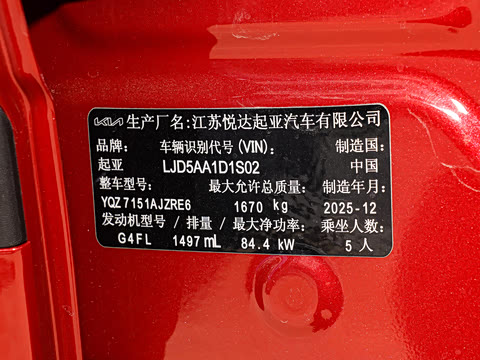 KIA 生产厂名:江苏悦达起亚汽车有限公司
品牌: 车辆识别代号(VIN): 制造国:
起亚 LJD5AA1D1S02 中国
整车型号: 最大允许总质量: 制造年月:
YQZ7151AJZRE6 1670 kg 2025-12
发动机型号/排量/最大净功率: 乘坐人数:
G4FL 1497 mL 84.4 kW 5 人